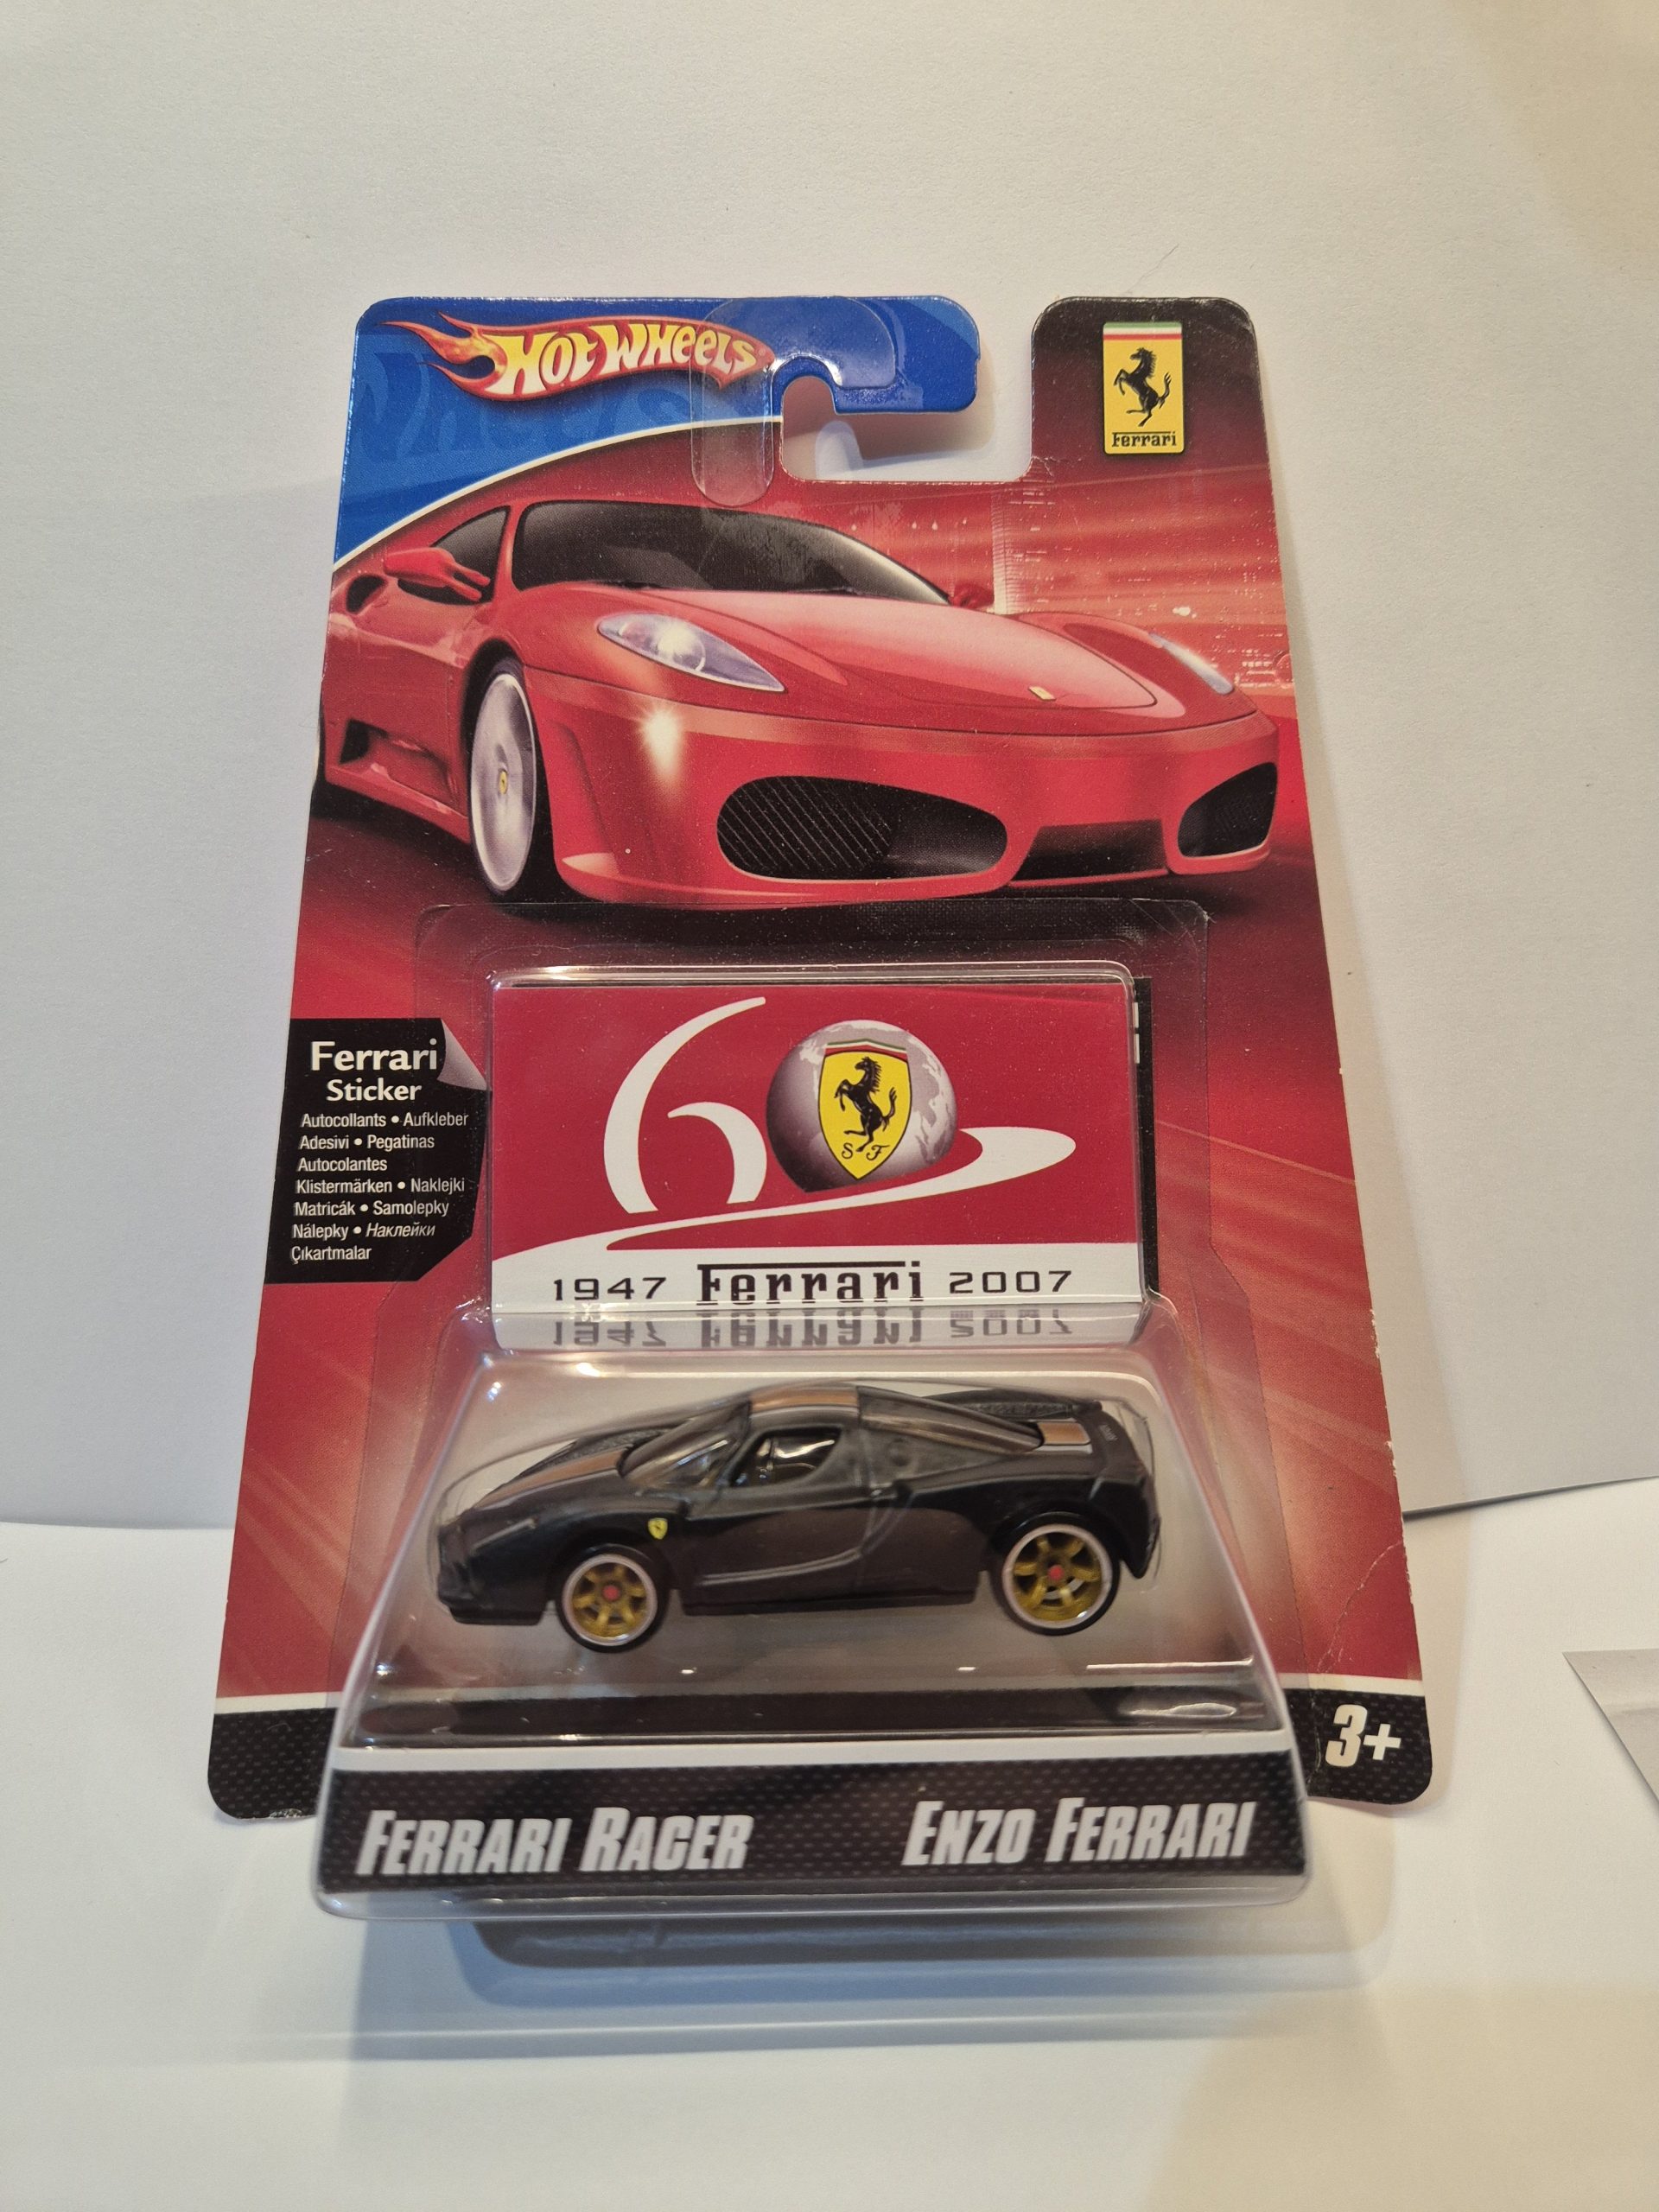 HOT WHEELS
Ferrari
Ferrari
Sticker
Autocollants • Aufkleber
Adesivi • Pegatinas
Autocolantes
Klistermärken • Naklejki
Matricák • Samolepky
Nálepky • Наклейки
Çıkartmalar
60
S F
1947 Ferrari 2007
3+
FERRARI RACER
ENZO FERRARI